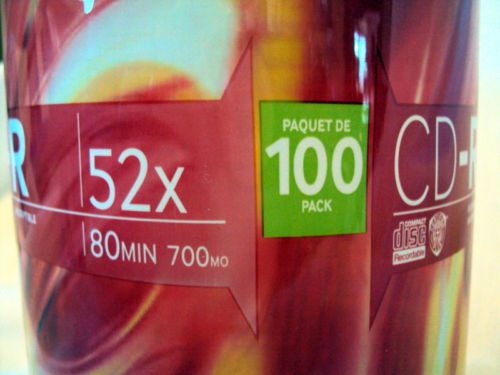 R
52x
80MIN 700MO
PAQUET DE
100
PACK
CD-R
COMPACT
disc
Recordable